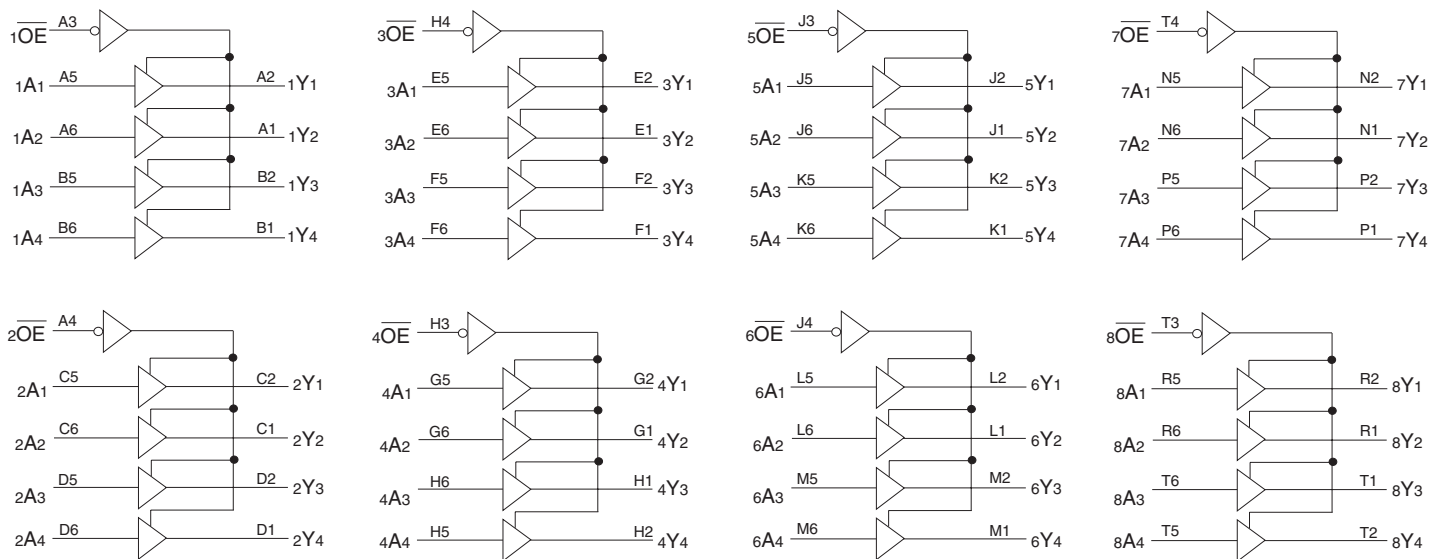 1OE A3 3OE H4 5OE J3 7OE T4
1A1 A5 A2 1Y1 3A1 E5 E2 3Y1 5A1 J5 J2 5Y1 7A1 N5 N2 7Y1
1A2 A6 A1 1Y2 3A2 E6 E1 3Y2 5A2 J6 J1 5Y2 7A2 N6 N1 7Y2
1A3 B5 B2 1Y3 3A3 F5 F2 3Y3 5A3 K5 K2 5Y3 7A3 P5 P2 7Y3
1A4 B6 B1 1Y4 3A4 F6 F1 3Y4 5A4 K6 K1 5Y4 7A4 P6 P1 7Y4
2OE A4 4OE H3 6OE J4 8OE T3
2A1 C5 C2 2Y1 4A1 G5 G2 4Y1 6A1 L5 L2 6Y1 8A1 R5 R2 8Y1
2A2 C6 C1 2Y2 4A2 G6 G1 4Y2 6A2 L6 L1 6Y2 8A2 R6 R1 8Y2
2A3 D5 D2 2Y3 4A3 H6 H1 4Y3 6A3 M5 M2 6Y3 8A3 T6 T1 8Y3
2A4 D6 D1 2Y4 4A4 H5 H2 4Y4 6A4 M6 M1 6Y4 8A4 T5 T2 8Y4